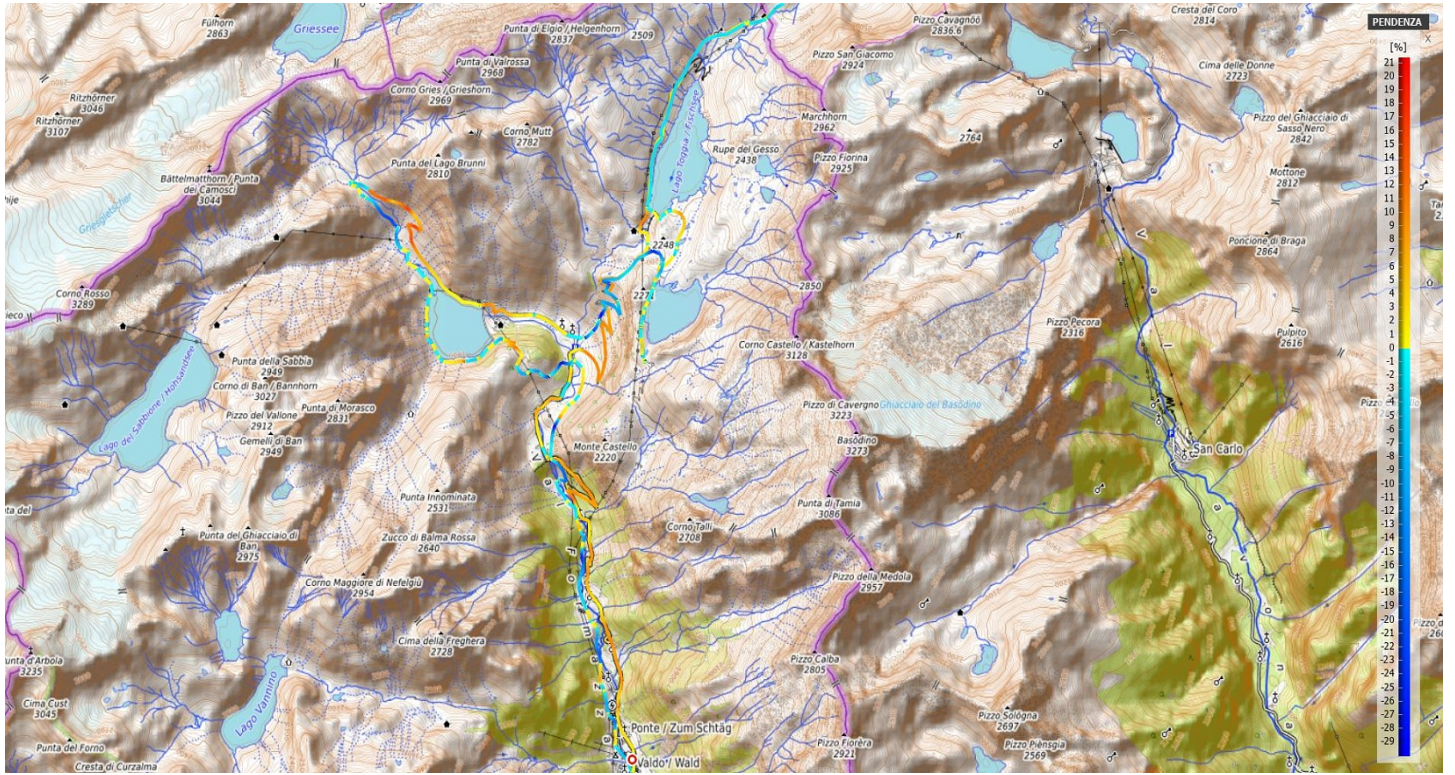 Fülhorn
2863
Griessee
Punta di Elgio / Helgenhorn
2837
2509
Pizzo Cavagnöö
2836.6
Cresta del Coro
2814
PENDENZA
X
[%]
Punta di Valrossa
2968
Pizzo San Giacomo
2924
Cima delle Donne
2723
Corno Gries / Grieshorn
2969
Ritzhörner
3046
Ritzhörner
3107
Corno Mutt
2782
Marchhorn
2962
2764
Pizzo del Ghiacciaio di
Sasso Nero
2842
Punta del Lago Brunni
2810
Lago Toggia / Fischsee
Rupe del Gesso
2438
Pizzo Fiorina
2925
Bättelmatthorn / Punta
dei Camosci
3044
Mottone
2812
Griesgletscher
2248
Poncione di Braga
2864
Corno Rosso
3289
2271
2850
Pizzo Pecora
2316
Pulpito
2616
Corno Castello / Kastelhorn
3128
Punta della Sabbia
2949
Corno di Ban / Bannhorn
3027
Lago del Sabbione / Hohsandsee
Pizzo del Valone
2912
Punta di Morasco
2831
Gemelli di Ban
2949
Pizzo di Cavergno
3223
Ghiacciaio del Basòdino
Basòdino
3273
Monte Castello
2220
P
San Carlo
Punta Innominata
2531
Punta di Tamia
3086
Corno Talli
2708
Zucco di Balma Rossa
2640
Punta del Ghiacciaio di
Ban
2975
Corno Maggiore di Nefelgiù
2954
Pizzo della Medola
2957
Cima della Freghera
2728
Pizzo Calba
2805
3235
Cima Cust
3045
Lago Vannino
Val Formazza
Val Bavona
Ponte / Zum Schtäg
Pizzo Sològna
2697
Punta del Forno
Cresta di Curzalma
Valdo / Wald
Pizzo Fiorèra
2921
Pizzo Piènsgia
2569
21
19
18
17
16
15
14
13
12
11
10
9
8
7
6
5
4
3
2
1
0
-1
-2
-3
-4
-5
-6
-7
-8
-9
-10
-11
-12
-13
-14
-15
-16
-17
-18
-19
-20
-21
-22
-23
-24
-25
-26
-28
-29